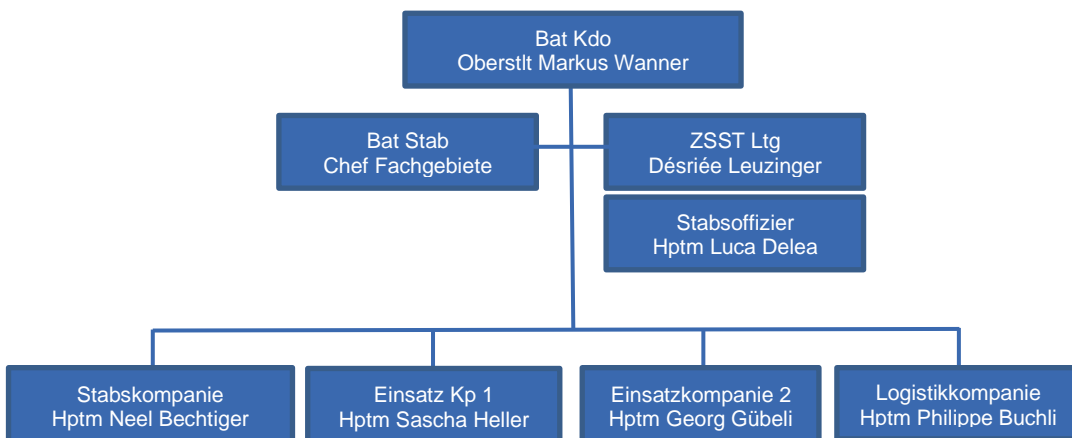 Bat Kdo
Oberstlt Markus Wanner
Bat Stab
Chef Fachgebiete
ZSST Ltg
Désriée Leuzinger
Stabsoffizier
Hptm Luca Delea
Stabskompanie
Hptm Neel Bechtiger
Einsatz Kp 1
Hptm Sascha Heller
Einsatzkompanie 2
Hptm Georg Gübeli
Logistikkompanie
Hptm Philippe Buchli